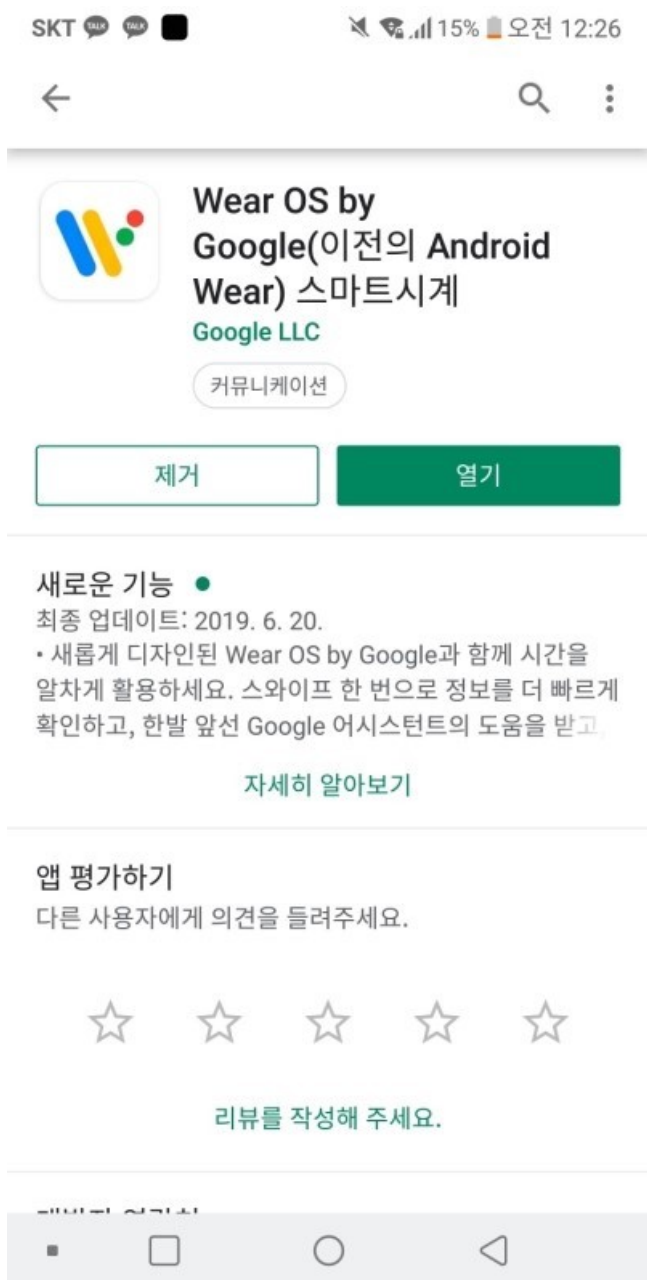 SKT TALK TALK 15% 오전 12:26
Wear OS by
Google(이전의 Android
Wear) 스마트시계
Google LLC
커뮤니케이션
제거 열기
새로운 기능
최종 업데이트: 2019. 6. 20.
• 새롭게 디자인된 Wear OS by Google과 함께 시간을
알차게 활용하세요. 스와이프 한 번으로 정보를 더 빠르게
확인하고, 한발 앞선 Google 어시스턴트의 도움을 받고,
자세히 알아보기
앱 평가하기
다른 사용자에게 의견을 들려주세요.
리뷰를 작성해 주세요.